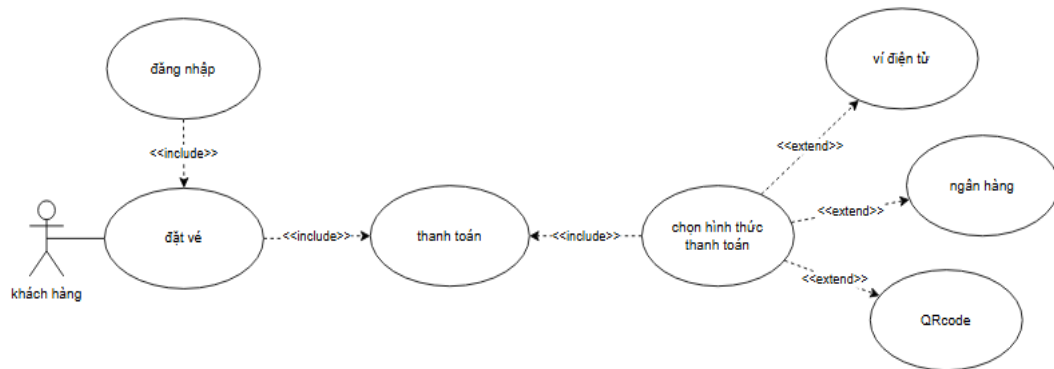 đăng nhập
<<include>>
đặt vé
khách hàng
<<include>>
thanh toán
<<include>>
chọn hình thức
thanh toán
<<extend>>
ví điện tử
<<extend>>
ngân hàng
<<extend>>
QRcode